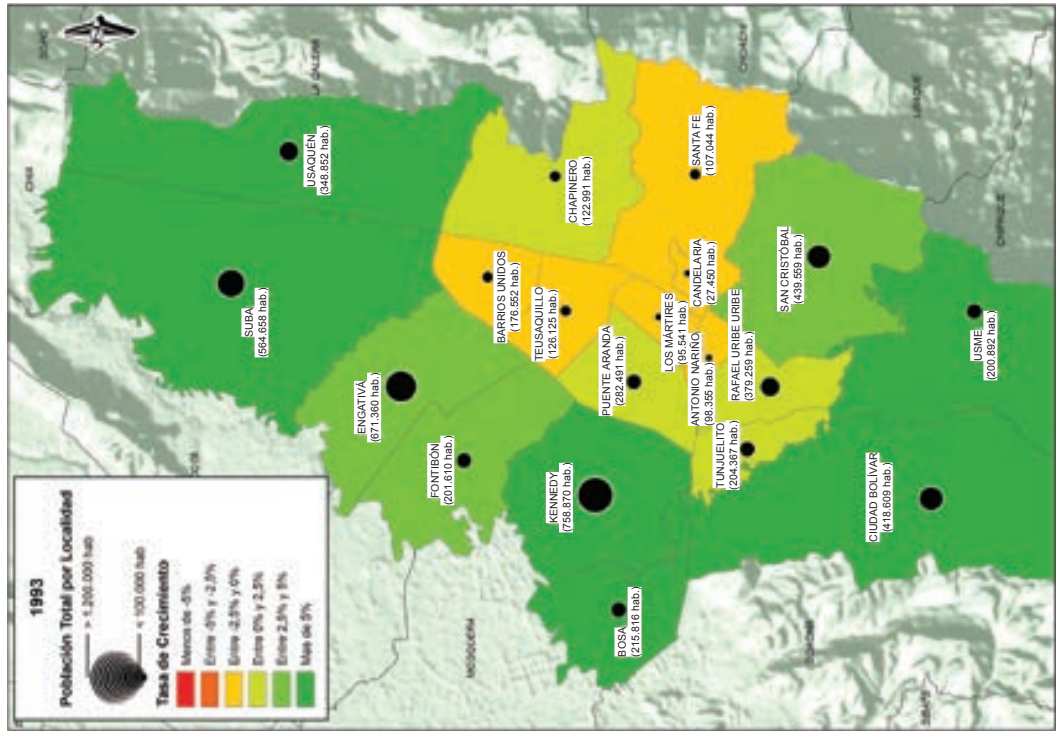 1993
Población Total por Localidad
> 1.200.000 hab
< 100.000 hab
Tasa de Crecimiento
Menos de -5%
Entre -5% y -2,5%
Entre -2,5% y 0%
Entre 0% y 2,5%
Entre 2,5% y 5%
Mas de 5%
SUBA
(564.658 hab.)
USAQUÉN
(348.852 hab.)
ENGATIVÁ
(671.360 hab.)
BARRIOS UNIDOS
(176.552 hab.)
CHAPINERO
(122.991 hab.)
FONTIBÓN
(201.610 hab.)
TEUSAQUILLO
(126.125 hab.)
KENNEDY
(758.870 hab.)
PUENTE ARANDA
(282.491 hab.)
LOS MÁRTIRES
(95.541 hab.)
CANDELARIA
(27.450 hab.)
SANTA FE
(107.044 hab.)
BOSA
(215.816 hab.)
ANTONIO NARIÑO
(98.355 hab.)
TUNJUELITO
(204.367 hab.)
RAFAEL URIBE URIBE
(379.259 hab.)
SAN CRISTÓBAL
(439.559 hab.)
CIUDAD BOLÍVAR
(418.609 hab.)
USME
(200.892 hab.)
MOSQUERA
LA CALERA